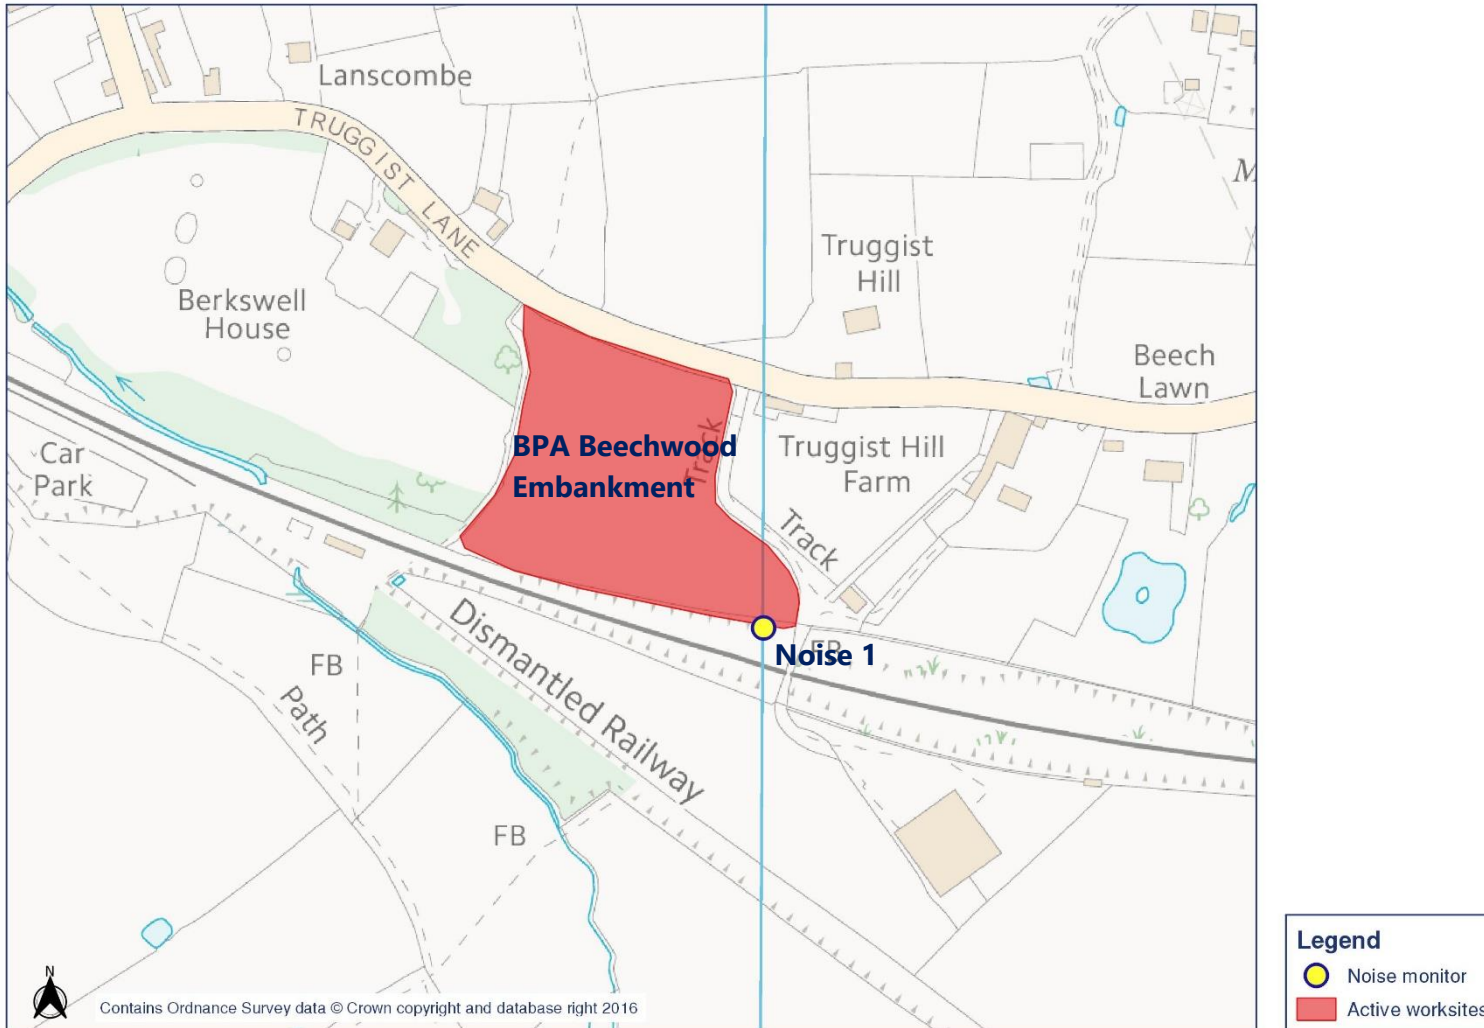 Lanscombe
TRUGGIST LANE
Truggist
Hill
M
Berkswell
House
Beech
Lawn
Car
Park
BPA Beechwood
Embankment
Track
Truggist Hill
Farm
Track
Noise 1
FB
Dismantled Railway
FB
Path
FB
N
Contains Ordnance Survey data © Crown copyright and database right 2016
Legend
Noise monitor
Active worksites